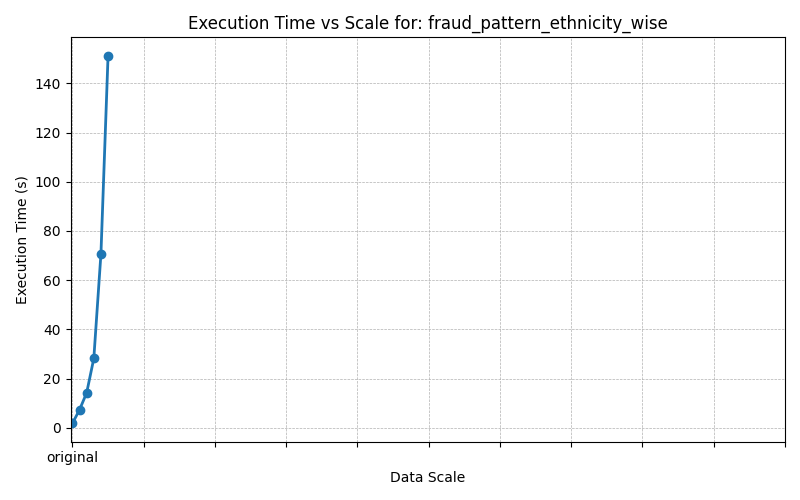 Execution Time vs Scale for: fraud_pattern_ethnicity_wise
Execution Time (s)
140
120
100
80
60
40
20
0
original
Data Scale